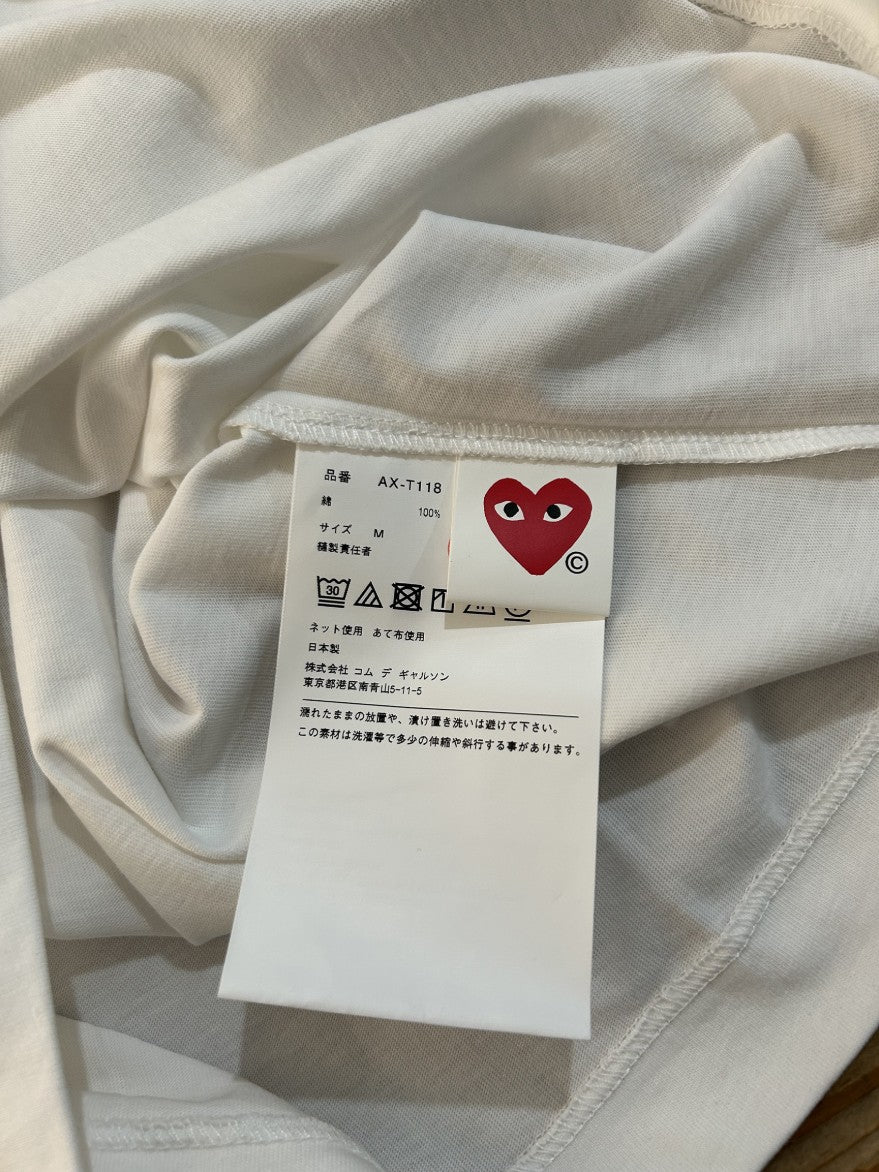 品番 AX-T118
綿 100%
サイズ M
縫製責任者
©
30
ネット使用 あて布使用
日本製
株式会社 コム デ ギャルソン
東京都港区南青山5-11-5
濡れたままの放置や、漬け置き洗いは避けて下さい。
この素材は洗濯等で多少の伸縮や斜行する事があります。